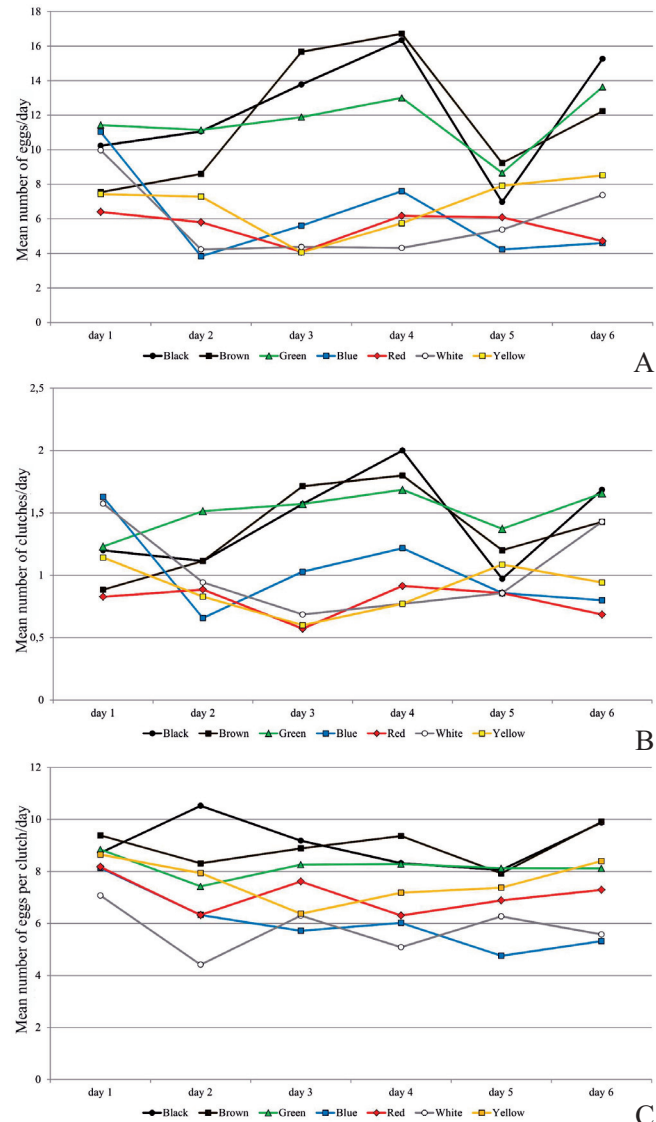 18
16
14
12
10
8
6
4
2
0
Mean number of eggs/day
day 1 day 2 day 3 day 4 day 5 day 6
Black Brown Green Blue Red White Yellow
A
2,5
2
1,5
1
0,5
0
Mean number of clutches/day
day 1 day 2 day 3 day 4 day 5 day 6
Black Brown Green Blue Red White Yellow
B
12
10
8
6
4
2
0
Mean number of eggs per clutch/day
day 1 day 2 day 3 day 4 day 5 day 6
Black Brown Green Blue Red White Yellow
C